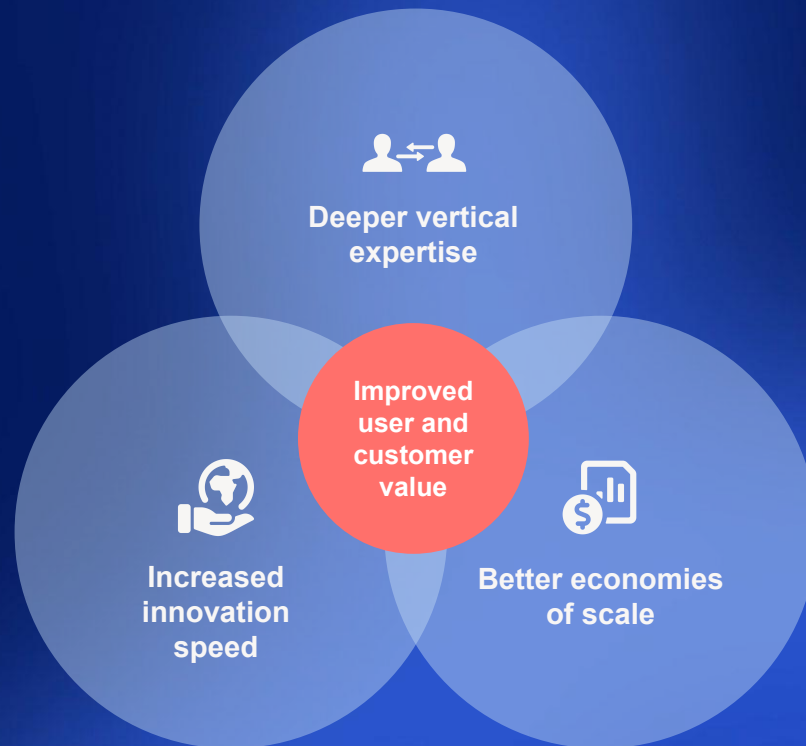 Deeper vertical
expertise
Improved
user and
customer
value
Increased
innovation
speed
Better economies
of scale
$